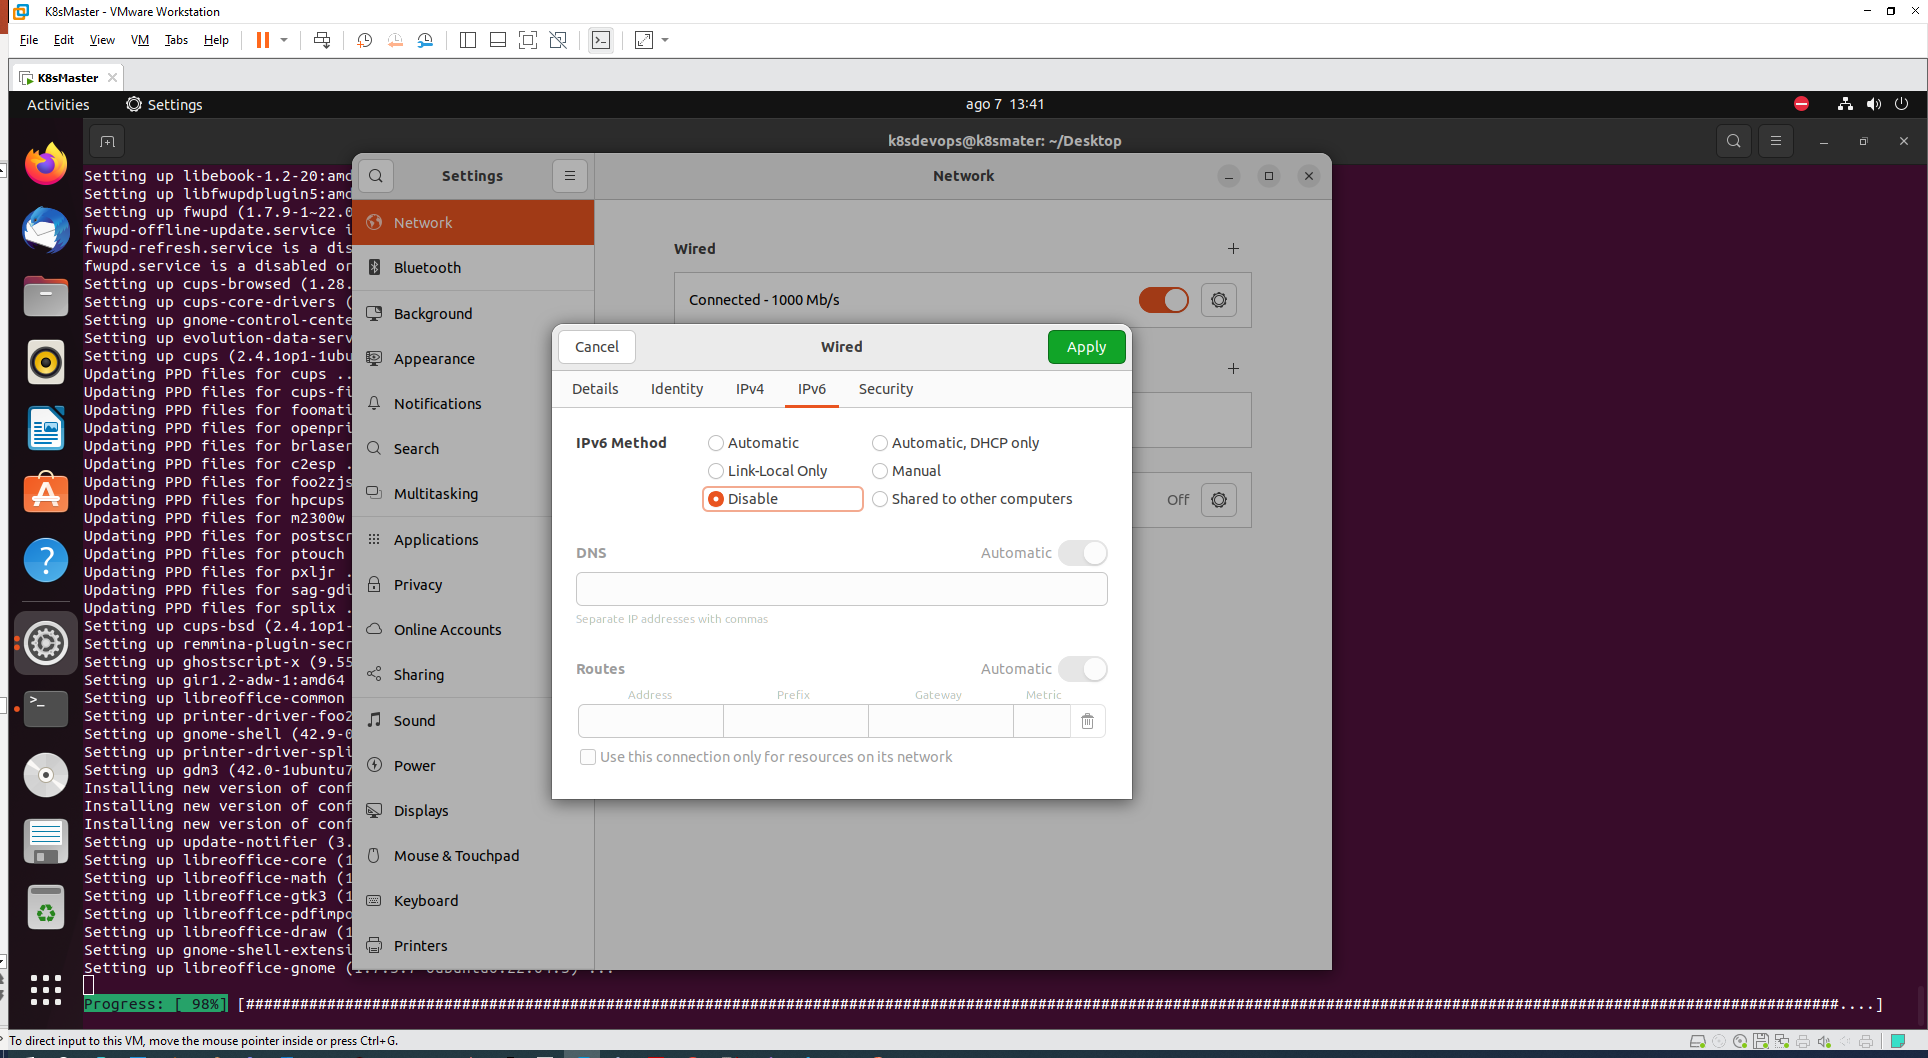 K8sMaster - VMware Workstation
File Edit View VM Tabs Help
K8sMaster
Activities Settings ago 7 13:41
k8sdevops@k8smater: ~/Desktop
Setting up libebook-1.2-20:amd
Setting up libfwupdplugin5:amd
Setting up fwupd (1.7.9-1~22.0
fwupd-offline-update.service i
fwupd-refresh.service is a dis
fwupd.service is a disabled or
Setting up cups-browsed (1.28.
Setting up cups-core-drivers (
Setting up gnome-control-cente
Setting up evolution-data-serv
Setting up cups (2.4.1op1-1ubu
Updating PPD files for cups ..
Updating PPD files for cups-fi
Updating PPD files for foomati
Updating PPD files for openpri
Updating PPD files for brlaser
Updating PPD files for c2esp .
Updating PPD files for foo2zjs
Updating PPD files for hpcups
Updating PPD files for m2300w
Updating PPD files for postscr
Updating PPD files for ptouch
Updating PPD files for pxljr .
Updating PPD files for sag-gdi
Updating PPD files for splix .
Setting up cups-bsd (2.4.1op1-
Setting up remmina-plugin-secr
Setting up ghostscript-x (9.55
Setting up gir1.2-adw-1:amd64
Setting up libreoffice-common
Setting up printer-driver-foo2
Setting up gnome-shell (42.9-0
Setting up printer-driver-spli
Setting up gdm3 (42.0-1ubuntu7
Installing new version of conf
Installing new version of conf
Installing new version of conf
Setting up update-notifier (3.
Setting up libreoffice-core (1
Setting up libreoffice-math (1
Setting up libreoffice-gtk3 (1
Setting up libreoffice-pdfimpo
Setting up libreoffice-draw (1
Setting up gnome-shell-extensi
Setting up libreoffice-gnome (
Progress: [ 98%]
Settings
Network
Bluetooth
Background
Appearance
Notifications
Search
Multitasking
Applications
Privacy
Online Accounts
Sharing
Sound
Power
Displays
Mouse & Touchpad
Keyboard
Printers
Network
Wired
Connected - 1000 Mb/s
Off
Cancel Wired Apply
Details Identity IPv4 IPv6 Security
IPv6 Method Automatic Automatic, DHCP only
Link-Local Only Manual
Disable Shared to other computers
DNS Automatic
Separate IP addresses with commas
Routes Automatic
Address Prefix Gateway Metric
Use this connection only for resources on its network
To direct input to this VM, move the mouse pointer inside or press Ctrl+G.